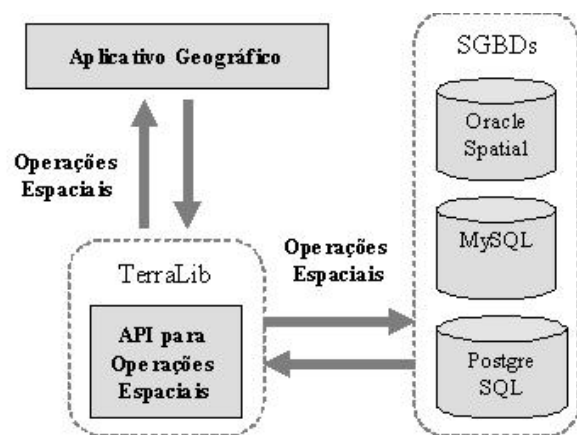 Aplicativo Geográfico
SGBDs
Oracle
Spatial
Operações
Espaciais
MySQL
Operações
Espaciais
TerraLib
API para
Operações
Espaciais
Postgre
SQL